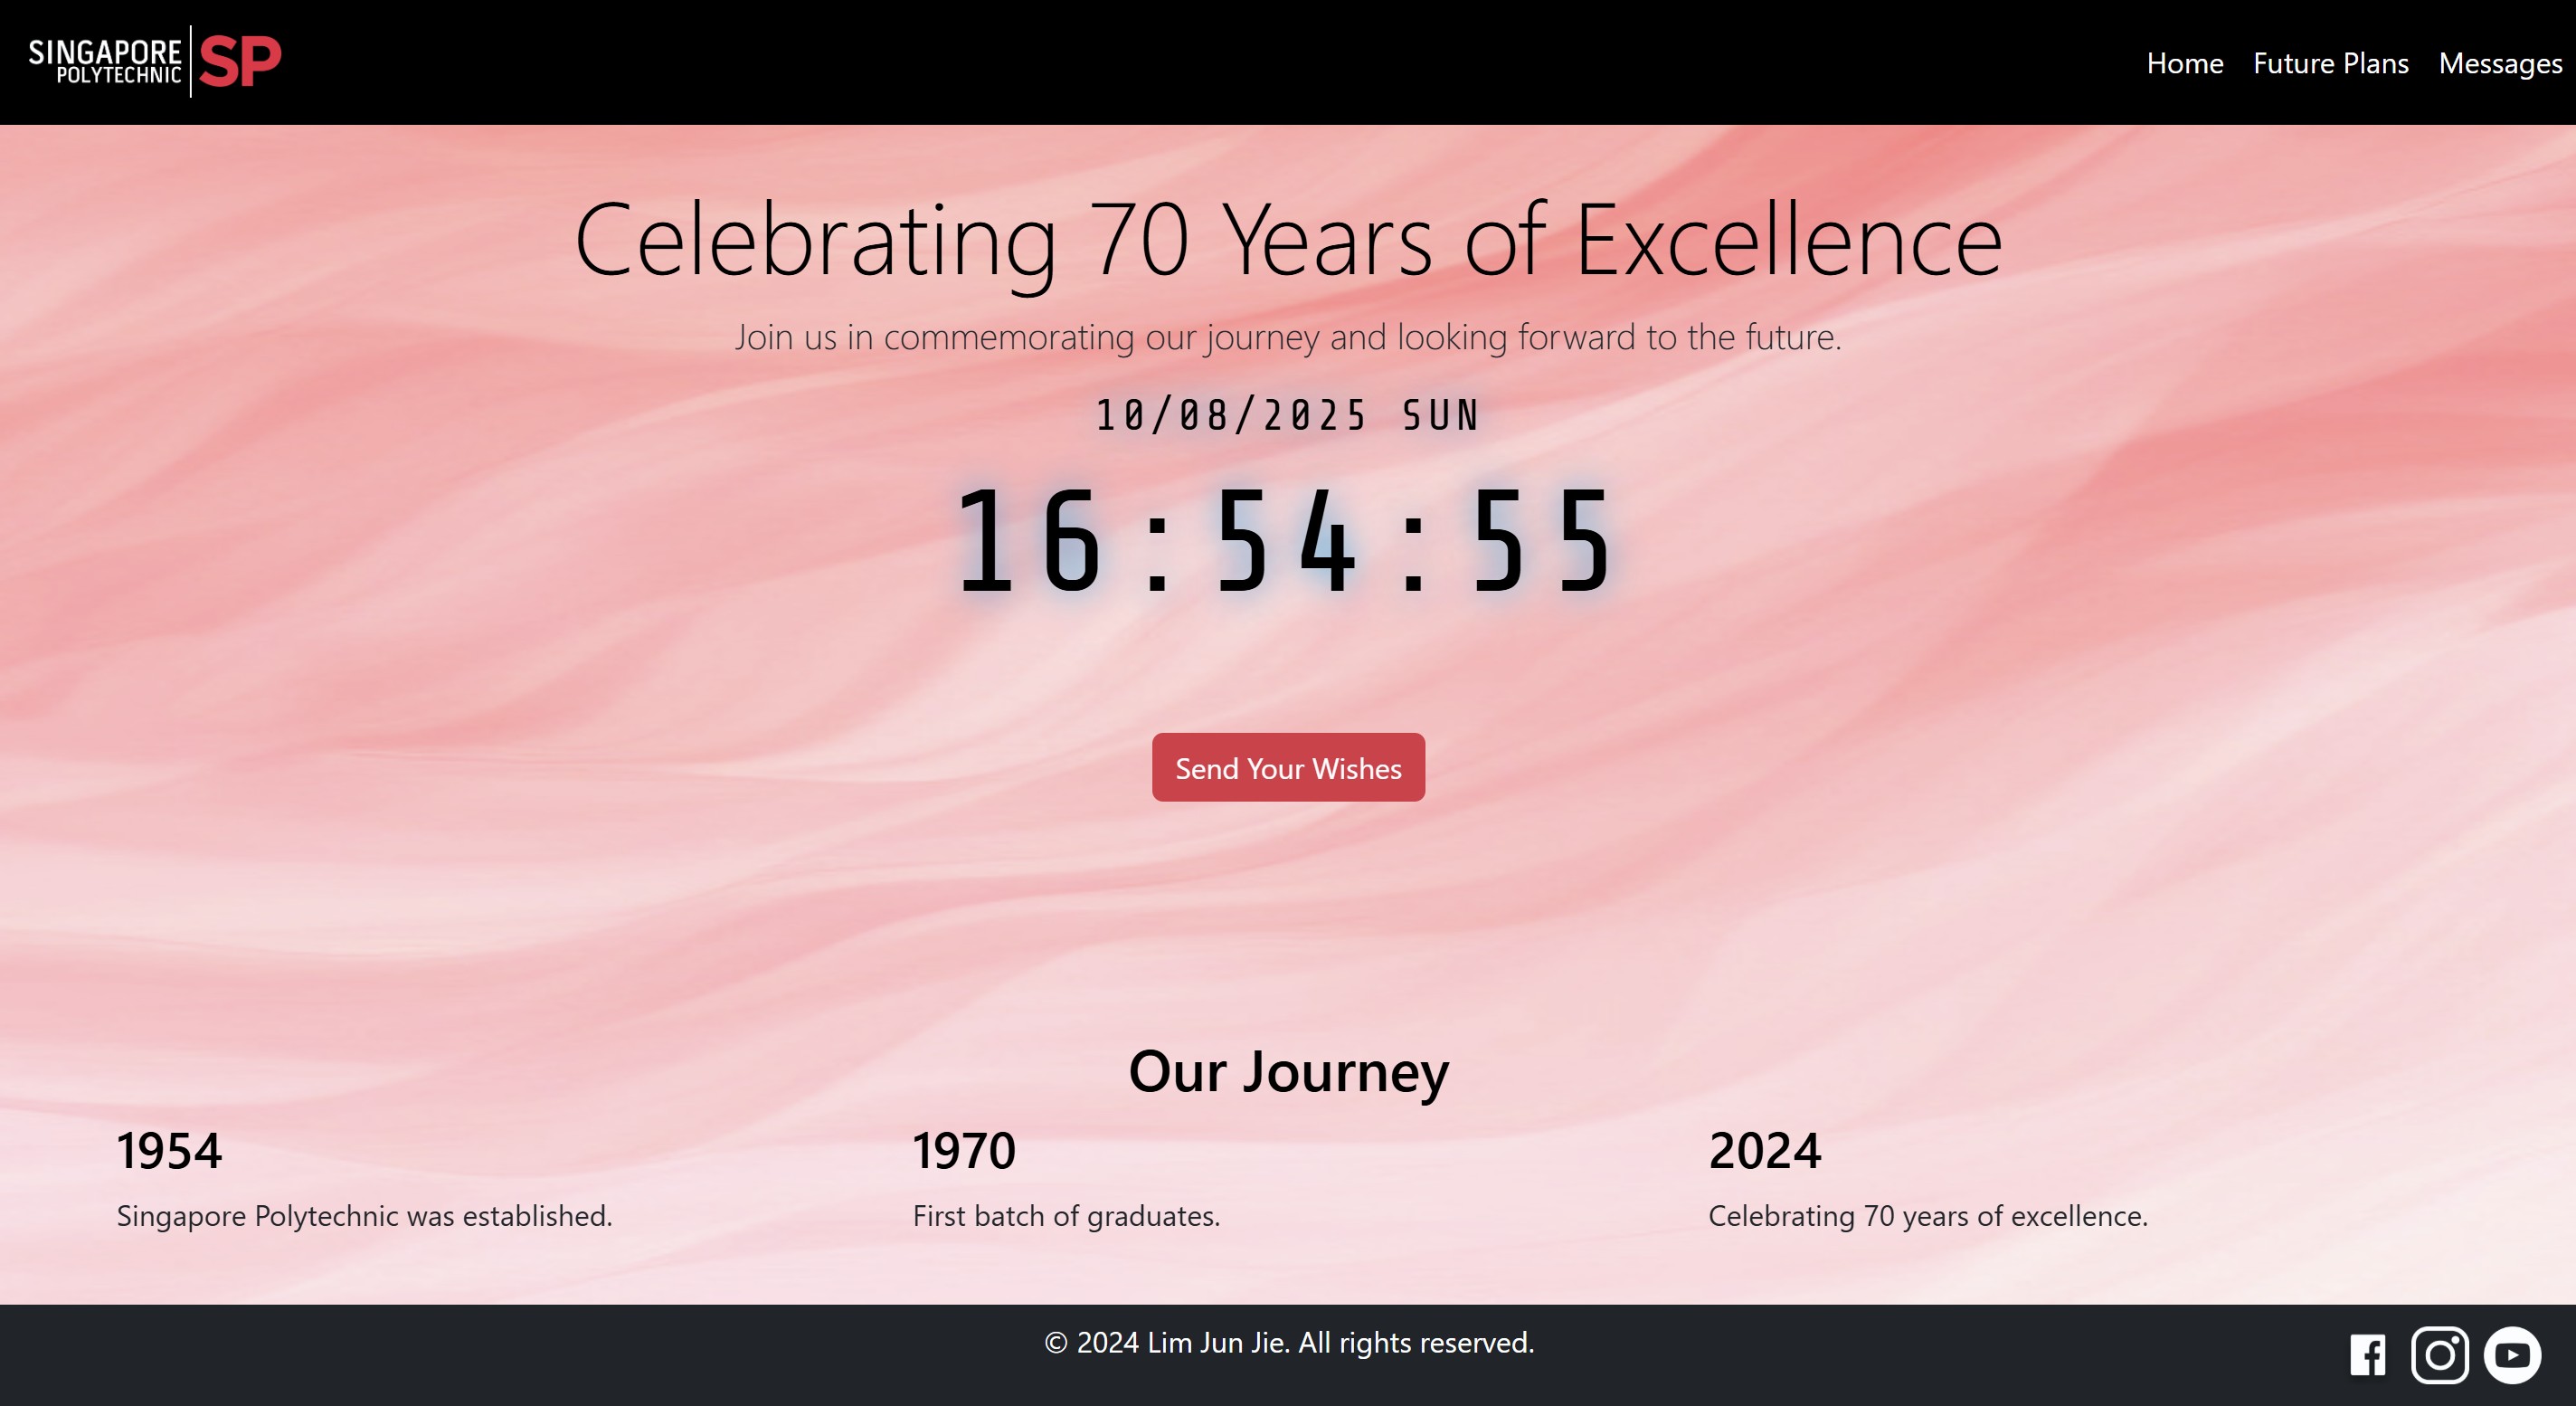 SINGAPORE
POLYTECHNIC
SP
Home Future Plans Messages
Celebrating 70 Years of Excellence
Join us in commemorating our journey and looking forward to the future.
10/08/2025 SUN
16:54:55
Send Your Wishes
Our Journey
1954
Singapore Polytechnic was established.
1970
First batch of graduates.
2024
Celebrating 70 years of excellence.
© 2024 Lim Jun Jie. All rights reserved.